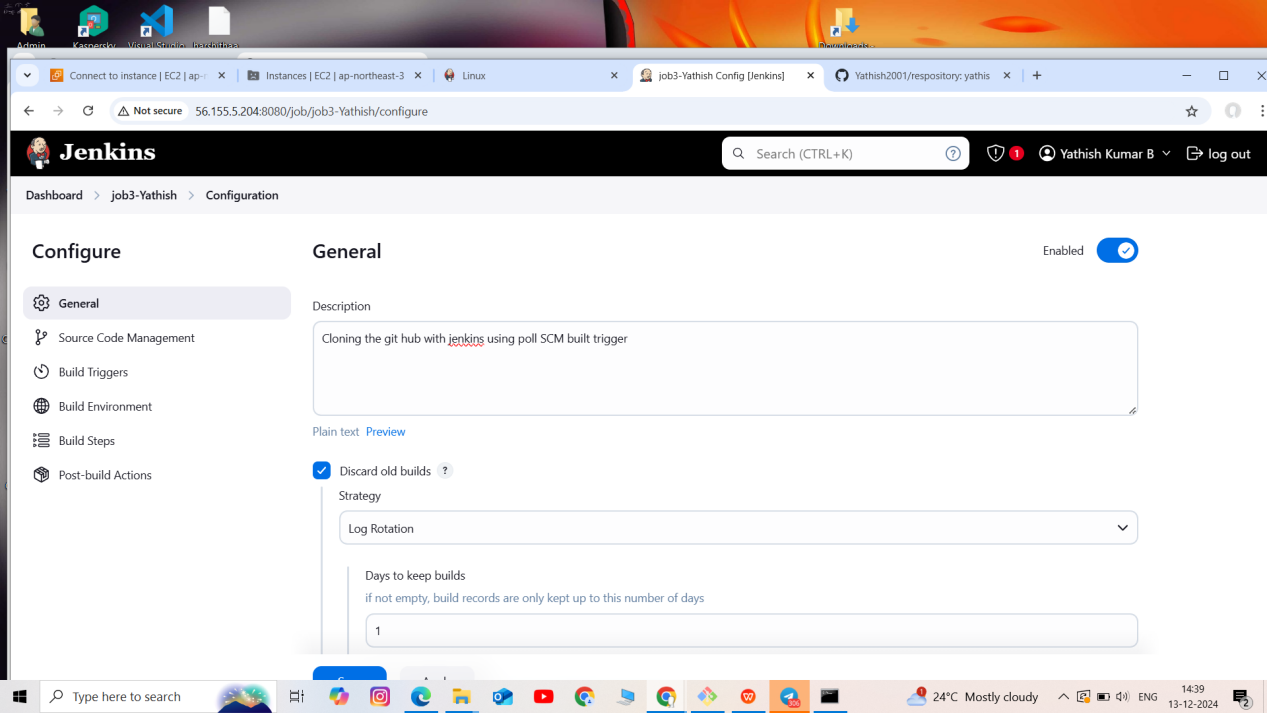 Admin
Kaspersky
Visual Studio
harshithaa
Downloads
Connect to instance | EC2 | ap-n
Instances | EC2 | ap-northeast-3
Linux
job3-Yathish Config [Jenkins]
Yathish2001/respository: yathis
Not secure
56.155.5.204:8080/job/job3-Yathish/configure
Jenkins
Search (CTRL+K)
?
1
Yathish Kumar B
log out
Dashboard
job3-Yathish
Configuration
Configure
General
Source Code Management
Build Triggers
Build Environment
Build Steps
Post-build Actions
General
Enabled
Description
Cloning the git hub with jenkins using poll SCM built trigger
Plain text Preview
Discard old builds ?
Strategy
Log Rotation
Days to keep builds
if not empty, build records are only kept up to this number of days
1
Type here to search
306
24°C Mostly cloudy
ENG
14:39
13-12-2024
2